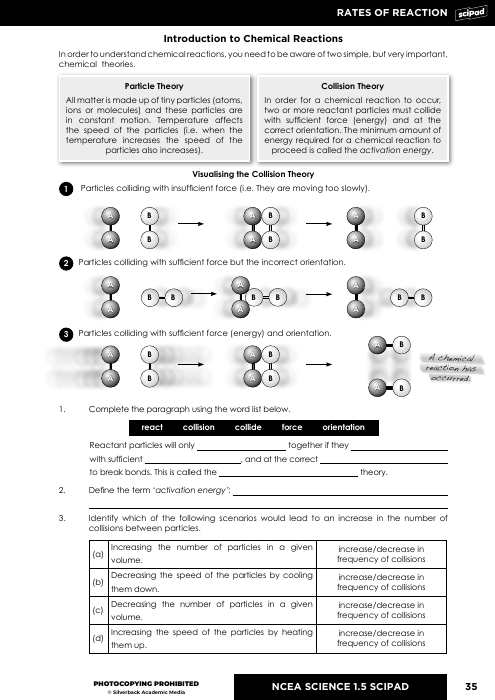 RATES OF REACTION scipad
Introduction to Chemical Reactions
In order to understand chemical reactions, you need to be aware of two simple, but very important,
chemical theories.
Particle Theory
All matter is made up of tiny particles (atoms,
ions or molecules) and these particles are
in constant motion. Temperature affects
the speed of the particles (i.e. when the
temperature increases the speed of the
particles also increases).
Collision Theory
In order for a chemical reaction to occur,
two or more reactant particles must collide
with sufficient force (energy) and at the
correct orientation. The minimum amount of
energy required for a chemical reaction to
proceed is called the activation energy.
Visualising the Collision Theory
1 Particles colliding with insufficient force (i.e. They are moving too slowly).
A B A B A B
A B A B A B
2 Particles colliding with sufficient force but the incorrect orientation.
A A A
B B B B B B
A A A
3 Particles colliding with sufficient force (energy) and orientation.
A B A B A B
A B A B A B
A chemical
reaction has
occurred.
1. Complete the paragraph using the word list below.
react collision collide force orientation
Reactant particles will only ____ together if they ____
with sufficient ____, and at the correct ____
to break bonds. This is called the ____ theory.
2. Define the term 'activation energy': ____
3. Identify which of the following scenarios would lead to an increase in the number of
collisions between particles.
(a) Increasing the number of particles in a given
volume.
increase/decrease in
frequency of collisions
(b) Decreasing the speed of the particles by cooling
them down.
increase/decrease in
frequency of collisions
(c) Decreasing the number of particles in a given
volume.
increase/decrease in
frequency of collisions
(d) Increasing the speed of the particles by heating
them up.
increase/decrease in
frequency of collisions
PHOTOCOPYING PROHIBITED
© Silverback Academic Media
NCEA SCIENCE 1.5 SCIPAD 35